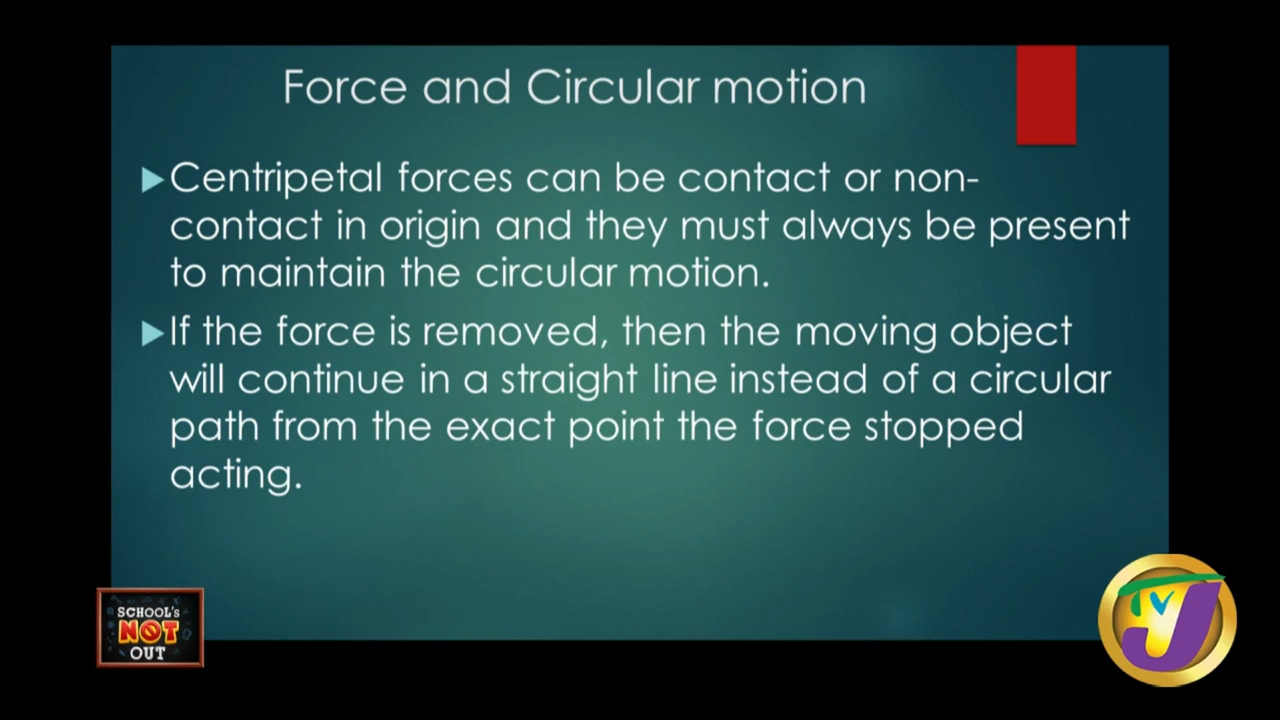 Force and Circular motion
Centripetal forces can be contact or non-
contact in origin and they must always be present
to maintain the circular motion.
If the force is removed, then the moving object
will continue in a straight line instead of a circular
path from the exact point the force stopped
acting.
SCHOOL's
NOT
OUT
TVJ